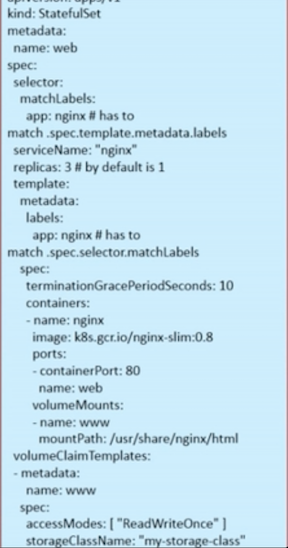 apiVersion: apps/v1
kind: StatefulSet
metadata:
  name: web
spec:
  selector:
    matchLabels:
      app: nginx # has to
match .spec.template.metadata.labels
  serviceName: "nginx"
  replicas: 3 # by default is 1
  template:
    metadata:
      labels:
        app: nginx # has to
match .spec.selector.matchLabels
    spec:
      terminationGracePeriodSeconds: 10
      containers:
      - name: nginx
        image: k8s.gcr.io/nginx-slim:0.8
        ports:
        - containerPort: 80
          name: web
        volumeMounts:
        - name: www
          mountPath: /usr/share/nginx/html
  volumeClaimTemplates:
  - metadata:
      name: www
    spec:
      accessModes: [ "ReadWriteOnce" ]
      storageClassName: "my-storage-class"